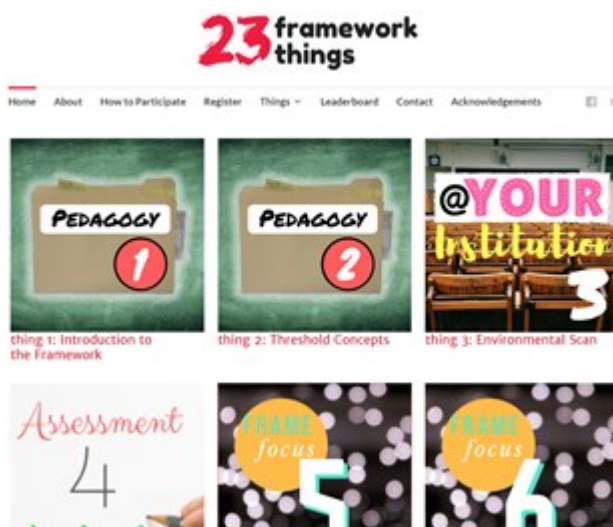 23 framework
things
Home About How to Participate Register Things Leaderboard Contact Acknowledgements
PEDAGOGY
1
PEDAGOGY
2
@YOUR
Institution
3
thing 1: Introduction to
the Framework
thing 2: Threshold Concepts
thing 3: Environmental Scan
Assessment
4
FRAME
focus
5
FRAME
focus
6